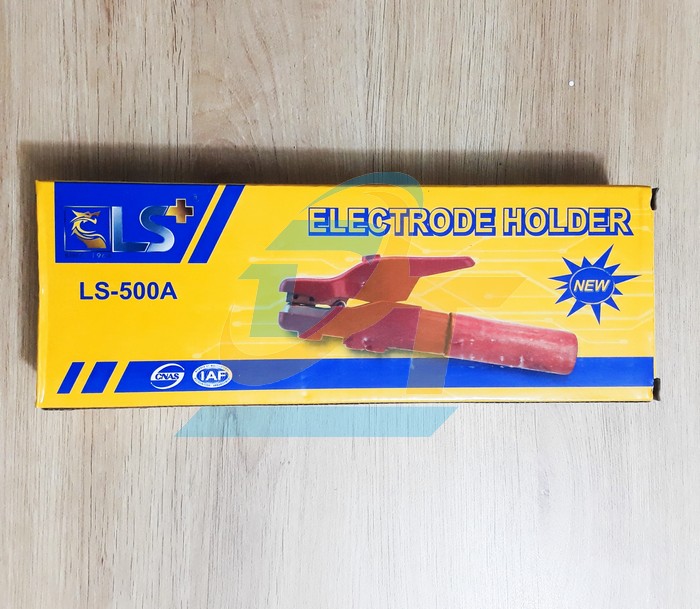 LS+
ELECTRODE HOLDER
LS-500A
NEW
CNAS
IAF